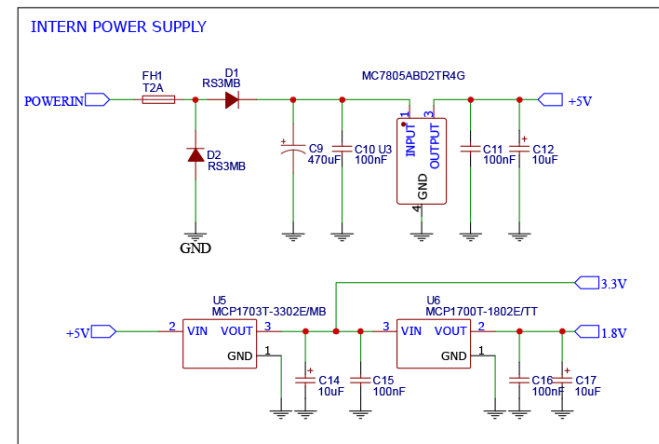 INTERN POWER SUPPLY
FH1
T2A
D1
RS3MB
MC7805ABD2TR4G
POWERIN
+5V
1
3
INPUT
OUTPUT
GND
4
D2
RS3MB
C9
470uF
C10
100nF
U3
C11
100nF
C12
10uF
GND
3.3V
U5
MCP1703T-3302E/MB
U6
MCP1700T-1802E/TT
+5V
2
VIN
VOUT
3
GND
1
3
VIN
VOUT
2
GND
1
1.8V
C14
10uF
C15
100nF
C16
100nF
C17
10uF